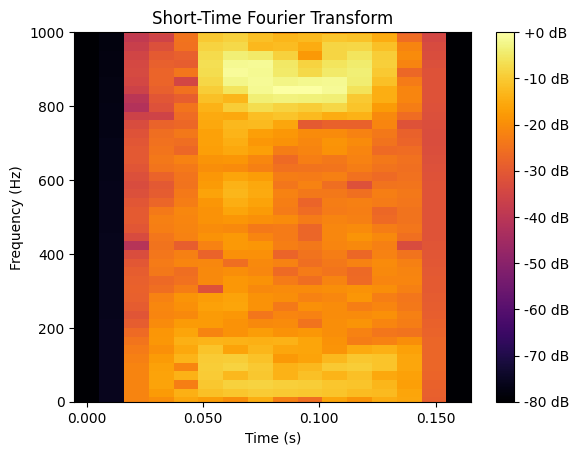 Short-Time Fourier Transform
1000
800
600
400
200
0
Frequency (Hz)
0.000
0.050
0.100
0.150
Time (s)
+0 dB
-10 dB
-20 dB
-30 dB
-40 dB
-50 dB
-60 dB
-70 dB
-80 dB